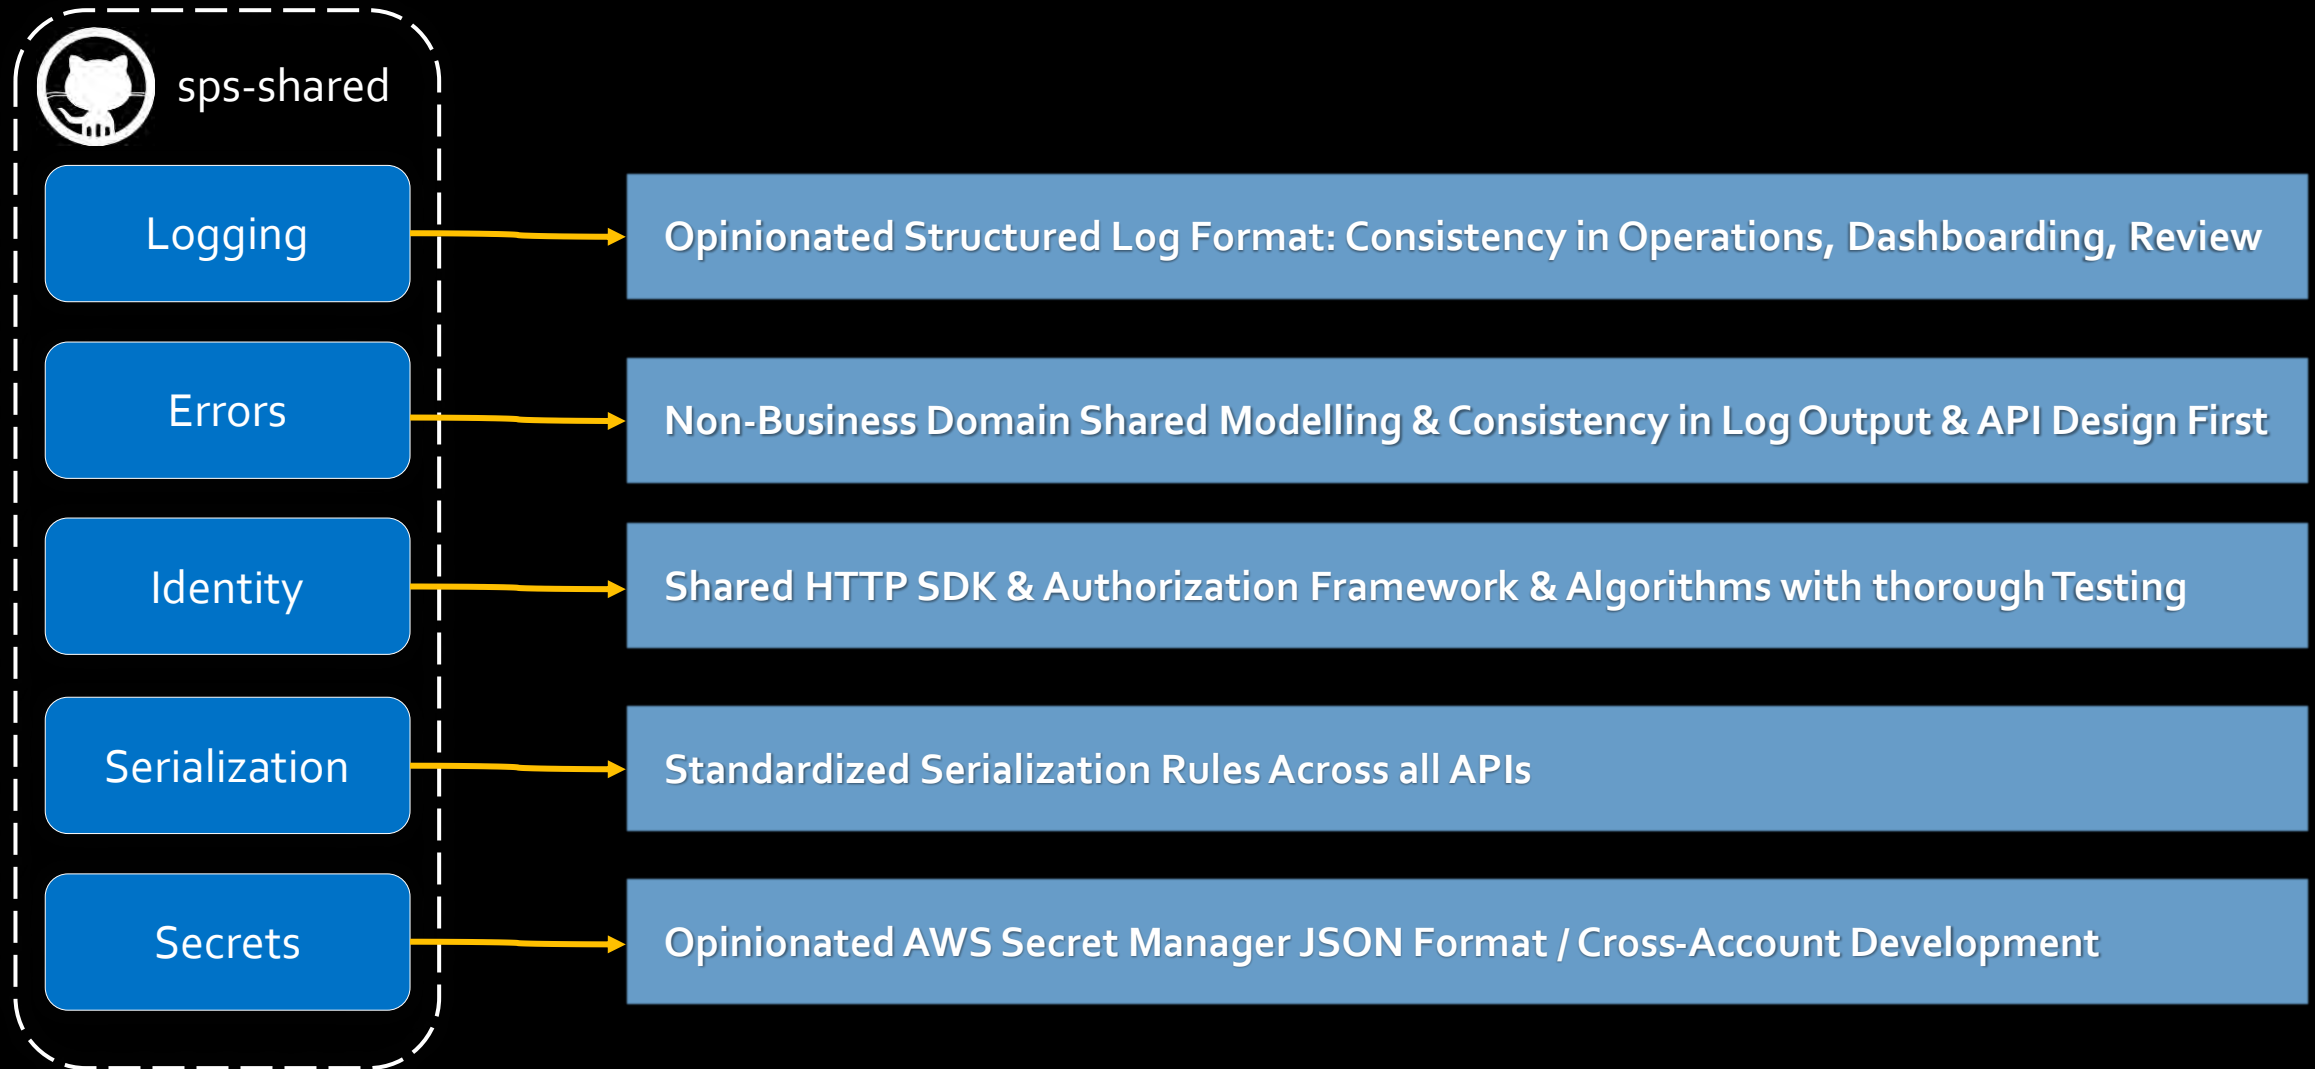 sps-shared
Logging
Opinionated Structured Log Format: Consistency in Operations, Dashboarding, Review
Errors
Non-Business Domain Shared Modelling & Consistency in Log Output & API Design First
Identity
Shared HTTP SDK & Authorization Framework & Algorithms with thorough Testing
Serialization
Standardized Serialization Rules Across all APIs
Secrets
Opinionated AWS Secret Manager JSON Format / Cross-Account Development